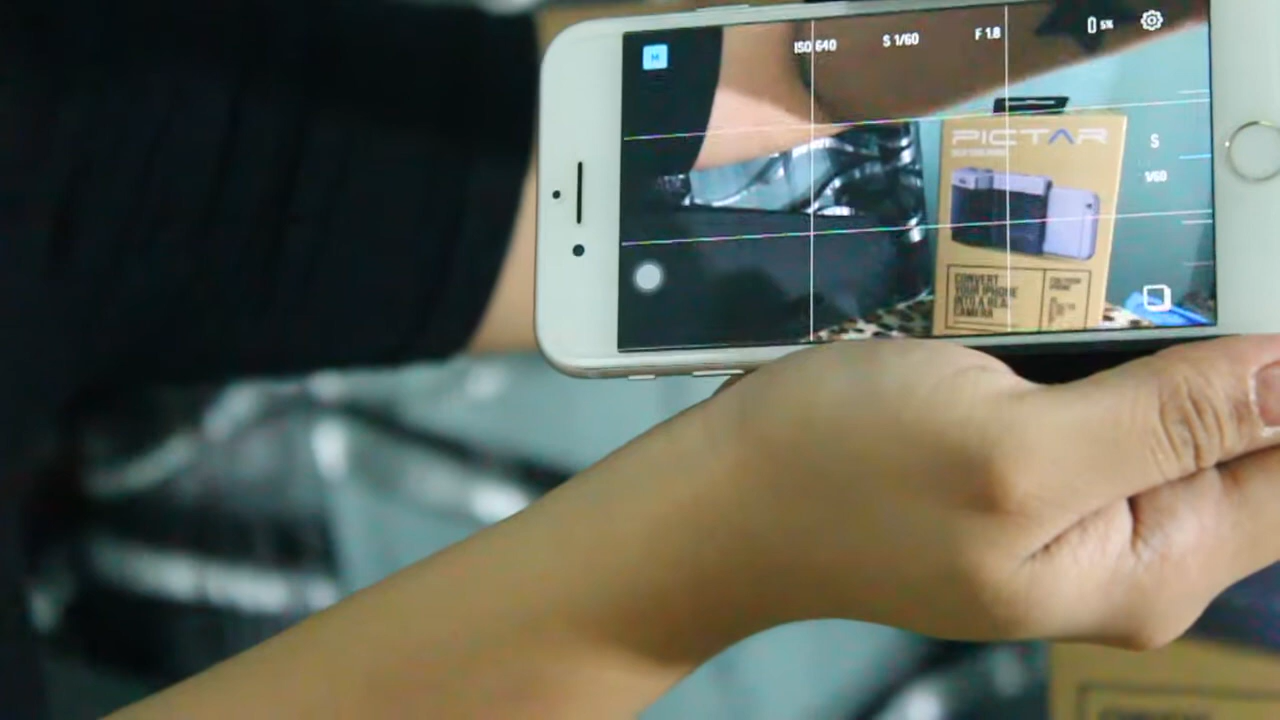 M
ISO 640
S 1/60
F 1.8
5%
PICTAR
S
1/60
CONVERT
YOUR IPHONE
INTO A REAL
CAMERA